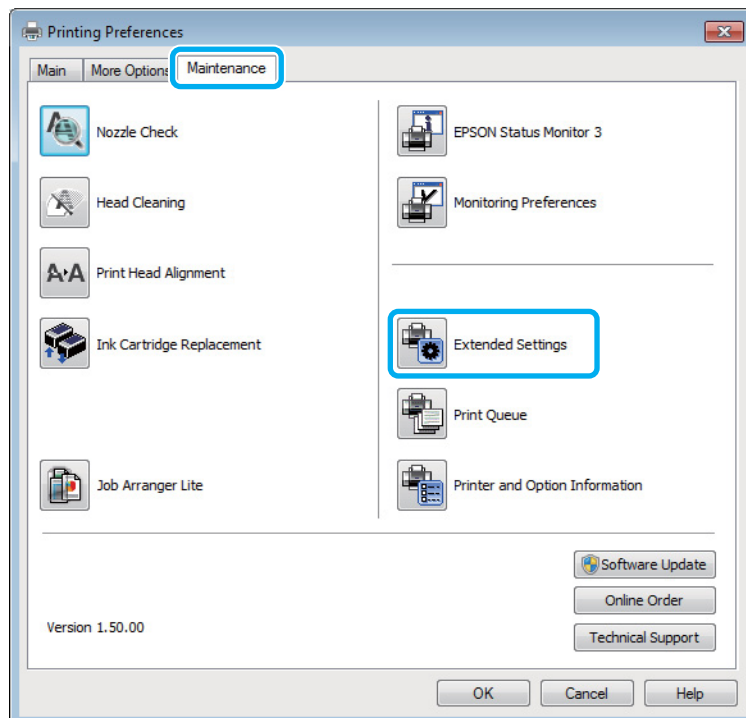 Printing Preferences
Main
More Options
Maintenance
Nozzle Check
Head Cleaning
A A
Print Head Alignment
Ink Cartridge Replacement
Job Arranger Lite
EPSON Status Monitor 3
Monitoring Preferences
Extended Settings
Print Queue
Printer and Option Information
Software Update
Online Order
Version 1.50.00
Technical Support
OK
Cancel
Help